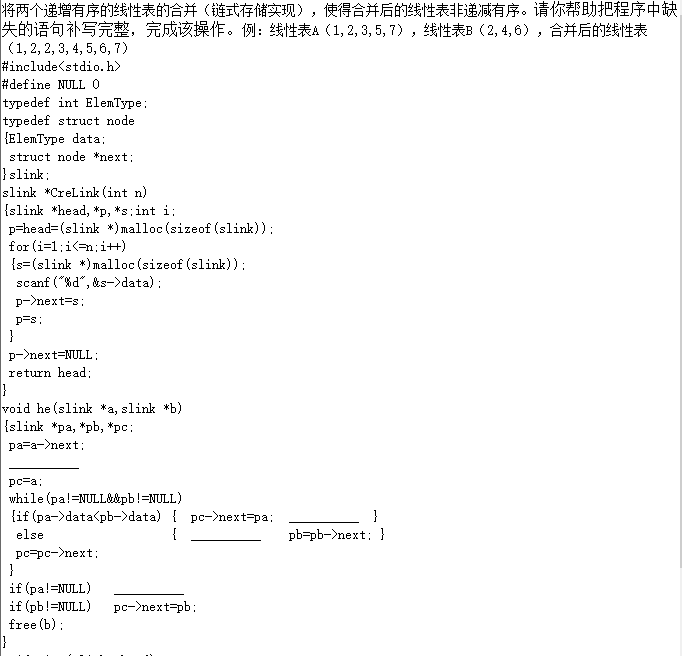 将两个递增有序的线性表的合并（链式存储实现），使得合并后的线性表非递减有序。请你帮助把程序中缺
失的语句补写完整，完成该操作。例：线性表A（1,2,3,5,7），线性表B（2,4,6），合并后的线性表
（1,2,2,3,4,5,6,7）
#include<stdio.h>
#define NULL 0
typedef int ElemType;
typedef struct node
{ElemType data;
 struct node *next;
}slink;
slink *CreLink(int n)
{slink *head,*p,*s;int i;
 p=head=(slink *)malloc(sizeof(slink));
 for(i=1;i<=n;i++)
 {s=(slink *)malloc(sizeof(slink));
  scanf("%d",&s->data);
  p->next=s;
  p=s;
 }
 p->next=NULL;
 return head;
}
void he(slink *a,slink *b)
{slink *pa,*pb,*pc;
 pa=a->next;
 __________
 pc=a;
 while(pa!=NULL&&pb!=NULL)
 {if(pa->data<pb->data) {  pc->next=pa;  __________  }
  else                  {  __________    pb=pb->next; }
  pc=pc->next;
 }
 if(pa!=NULL)   __________
 if(pb!=NULL)   pc->next=pb;
 free(b);
}